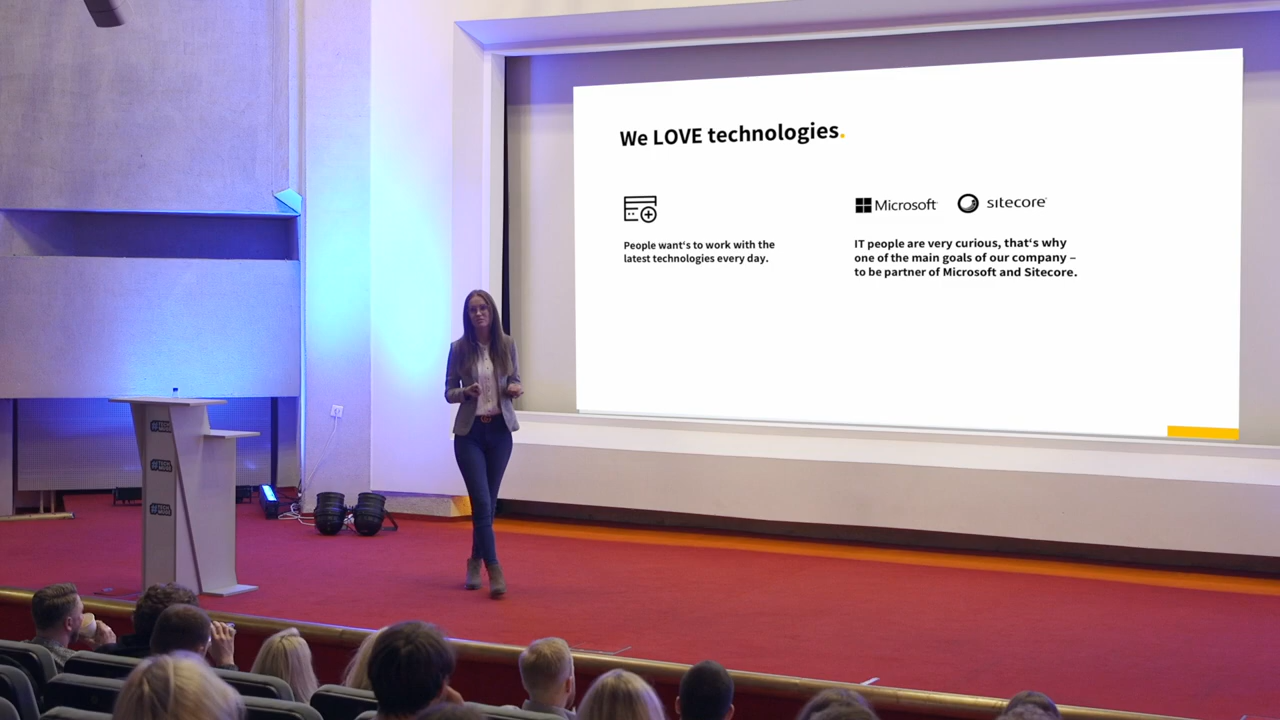 We LOVE technologies.
Microsoft sitecore
People want's to work with the
latest technologies every day.
IT people are very curious, that's why
one of the main goals of our company –
to be partner of Microsoft and Sitecore.